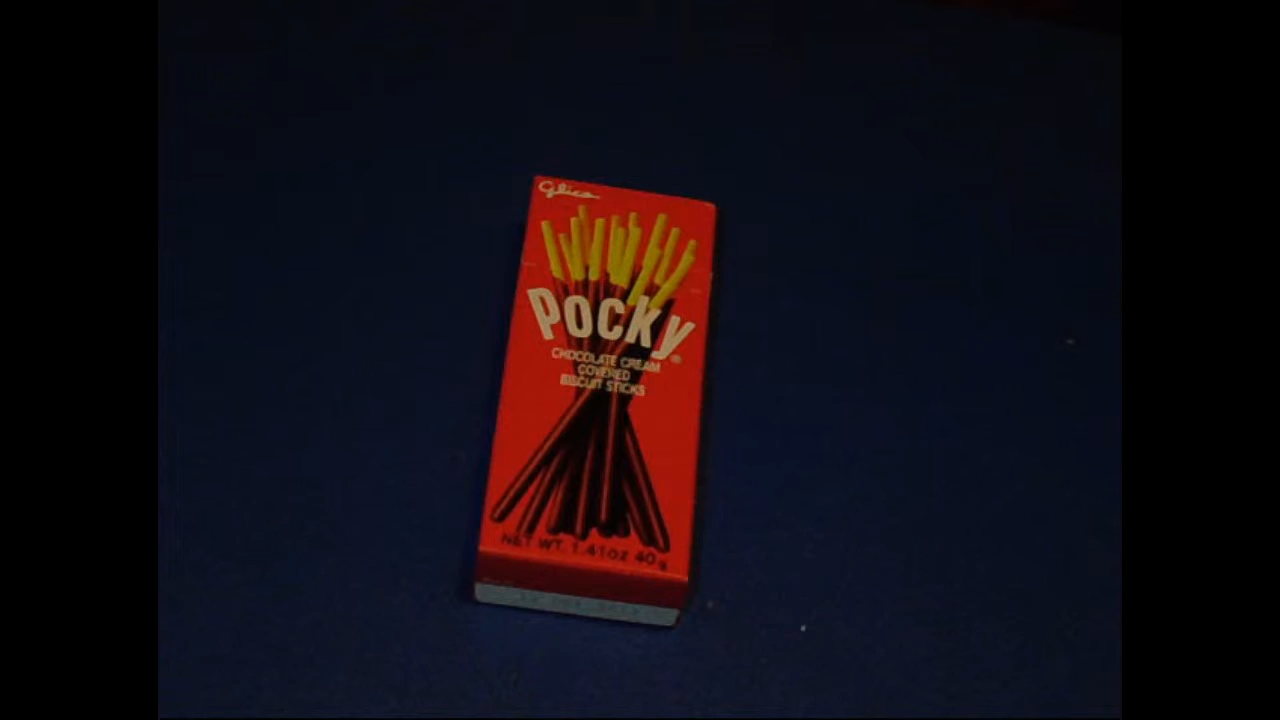 Glico
Pocky®
CHOCOLATE CREAM
COVERED
BISCUIT STICKS
NET WT. 1.41oz 40g